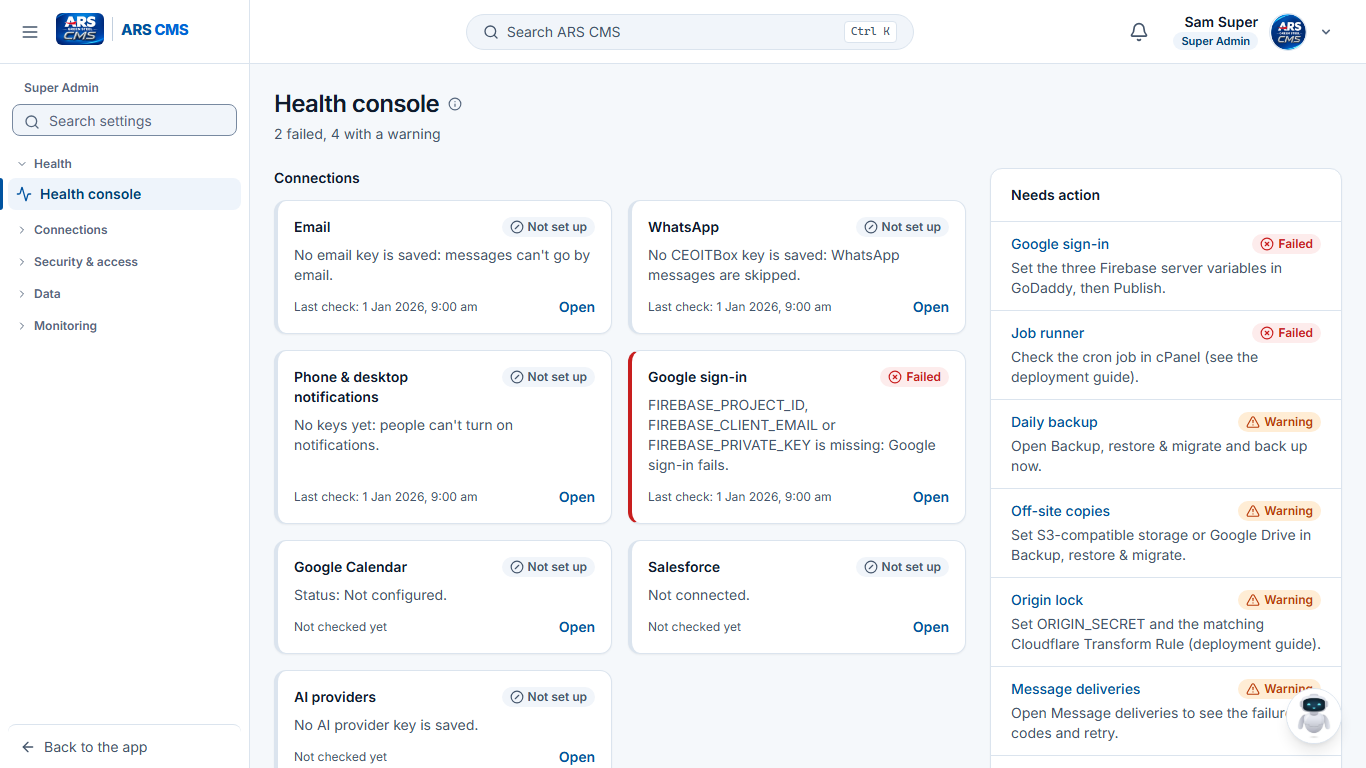 ARS
CMS
ARS CMS
Search ARS CMS
Ctrl K
Sam Super
Super Admin
ARS
CMS
Super Admin
Search settings
Health
Health console
Connections
Security & access
Data
Monitoring
Back to the app
Health console
2 failed, 4 with a warning
Connections
Email
Not set up
No email key is saved: messages can't go by
email.
Last check: 1 Jan 2026, 9:00 am
Open
WhatsApp
Not set up
No CEOITBox key is saved: WhatsApp
messages are skipped.
Last check: 1 Jan 2026, 9:00 am
Open
Phone & desktop
notifications
Not set up
No keys yet: people can't turn on
notifications.
Last check: 1 Jan 2026, 9:00 am
Open
Google sign-in
Failed
FIREBASE_PROJECT_ID,
FIREBASE_CLIENT_EMAIL or
FIREBASE_PRIVATE_KEY is missing: Google
sign-in fails.
Last check: 1 Jan 2026, 9:00 am
Open
Google Calendar
Not set up
Status: Not configured.
Not checked yet
Open
Salesforce
Not set up
Not connected.
Not checked yet
Open
AI providers
Not set up
No AI provider key is saved.
Not checked yet
Open
Needs action
Google sign-in
Failed
Set the three Firebase server variables in
GoDaddy, then Publish.
Job runner
Failed
Check the cron job in cPanel (see the
deployment guide).
Daily backup
Warning
Open Backup, restore & migrate and back up
now.
Off-site copies
Warning
Set S3-compatible storage or Google Drive in
Backup, restore & migrate.
Origin lock
Warning
Set ORIGIN_SECRET and the matching
Cloudflare Transform Rule (deployment guide).
Message deliveries
Warning
Open Message deliveries to see the failure
codes and retry.